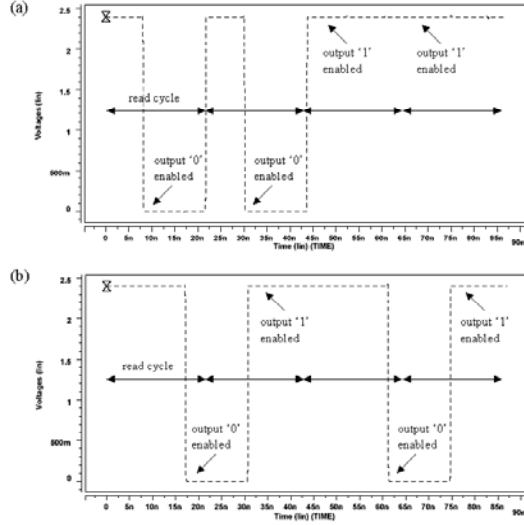 (a)
2.5
2
1.5
1
500m
0
Voltages (lin)
output '1'
enabled
output '1'
enabled
read cycle
output '0'
enabled
output '0'
enabled
0 5n 10n 15n 20n 25n 30n 35n 40n 45n 50n 55n 60n 65n 70n 75n 80n 85n 90n
Time (lin) (TIME)
(b)
2.5
2
1.5
1
500m
0
Voltages (lin)
output '1'
enabled
output '1'
enabled
read cycle
output '0'
enabled
output '0'
enabled
0 5n 10n 15n 20n 25n 30n 35n 40n 45n 50n 55n 60n 65n 70n 75n 80n 85n 90n
Time (lin) (TIME)